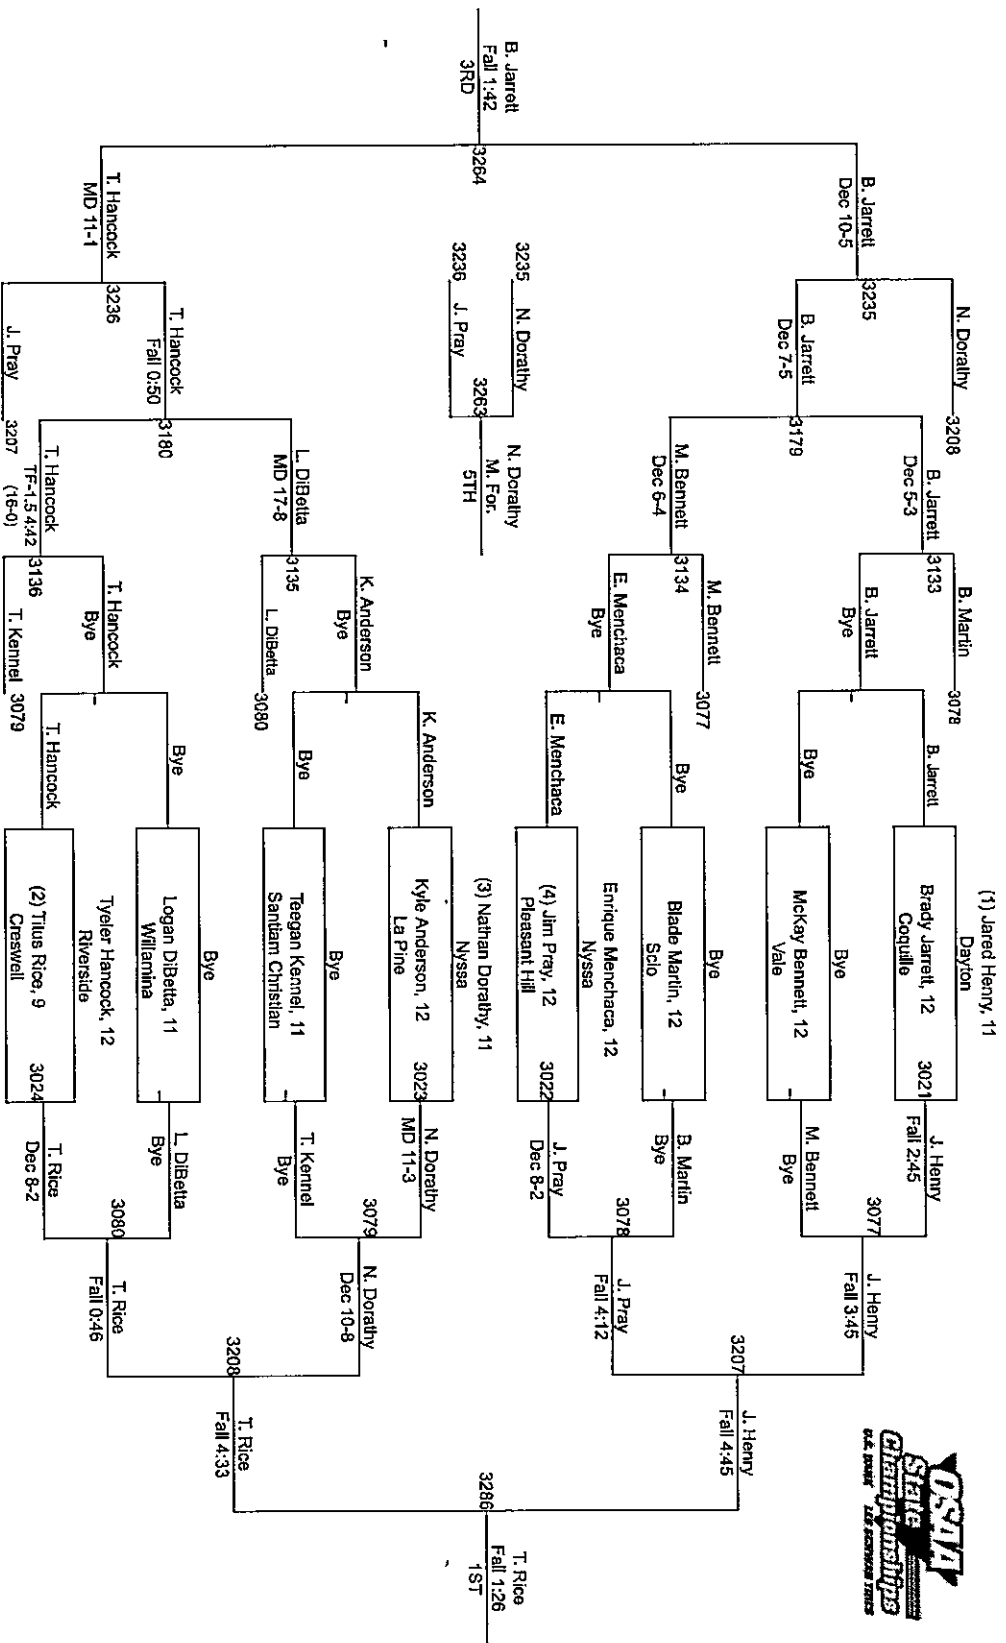 OSAA
State
Championships
U.S. BANK LES SCHWAB TIRES
(1) Jared Henry, 11
Dayton
Brady Jarrett, 12
Coquille
3021
Bye
McKay Bennett, 12
Vale
Bye
Blade Martin, 12
Scio
Enrique Menchaca, 12
Nyssa
(4) Jim Pray, 12
Pleasant Hill
3022
(3) Nathan Dorathy, 11
Nyssa
Kyle Anderson, 12
La Pine
3023
Bye
Teegan Kennel, 11
Santiam Christian
Bye
Logan DiBetta, 11
Willamina
Tyeler Hancock, 12
Riverside
(2) Titus Rice, 9
Creswell
3024
J. Henry
Fall 2:45
3077
M. Bennett
Bye
B. Martin
Bye
3078
J. Pray
Dec 8-2
N. Dorathy
MD 11-3
3079
T. Kennel
Bye
L. DiBetta
Bye
3080
T. Rice
Dec 8-2
J. Henry
Fall 3:45
3207
J. Pray
Fall 4:12
N. Dorathy
Dec 10-8
3208
T. Rice
Fall 0:46
J. Henry
Fall 4:45
3286
T. Rice
Fall 4:33
T. Rice
Fall 1:26
1ST
B. Jarrett
Bye
E. Menchaca
Bye
K. Anderson
Bye
Bye
T. Hancock
B. Martin
3078
3133
B. Jarrett
Bye
M. Bennett
3077
3134
E. Menchaca
Bye
K. Anderson
Bye
3135
L. DiBetta
3080
T. Hancock
Bye
3136
T. Kennel
3079
B. Jarrett
Dec 5-3
3179
M. Bennett
Dec 6-4
L. DiBetta
MD 17-8
3180
T. Hancock
TF-1.5 4:42
(16-0)
N. Dorathy
3208
3235
B. Jarrett
Dec 7-5
T. Hancock
Fall 0:50
3236
J. Pray
3207
B. Jarrett
Dec 10-5
3264
T. Hancock
MD 11-1
B. Jarrett
Fall 1:42
3RD
3235
N. Dorathy
3263
3236
J. Pray
N. Dorathy
M. For.
5TH